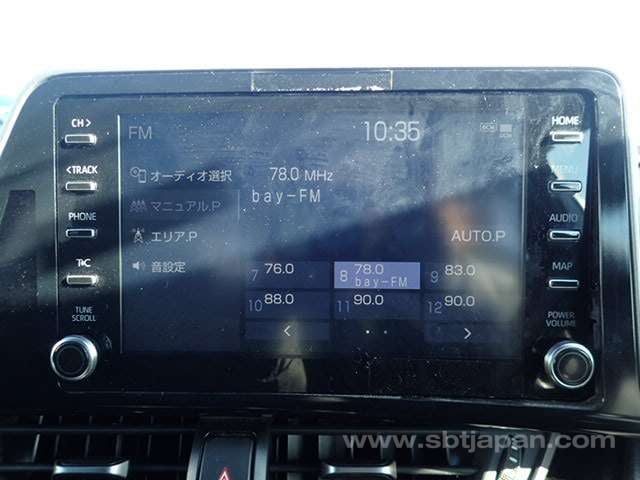 CH>
<TRACK
PHONE
T&C
TUNE
SCROLL
FM
10:35
DCM
オーディオ選択
78.0 MHz
bay-FM
マニュアル.P
エリア.P
AUTO.P
音設定
7 76.0
8 78.0 bay-FM
9 83.0
10 88.0
11 90.0
12 90.0
<
>
HOME
MENU
AUDIO
MAP
POWER
VOLUME
www.sbtjapan.com